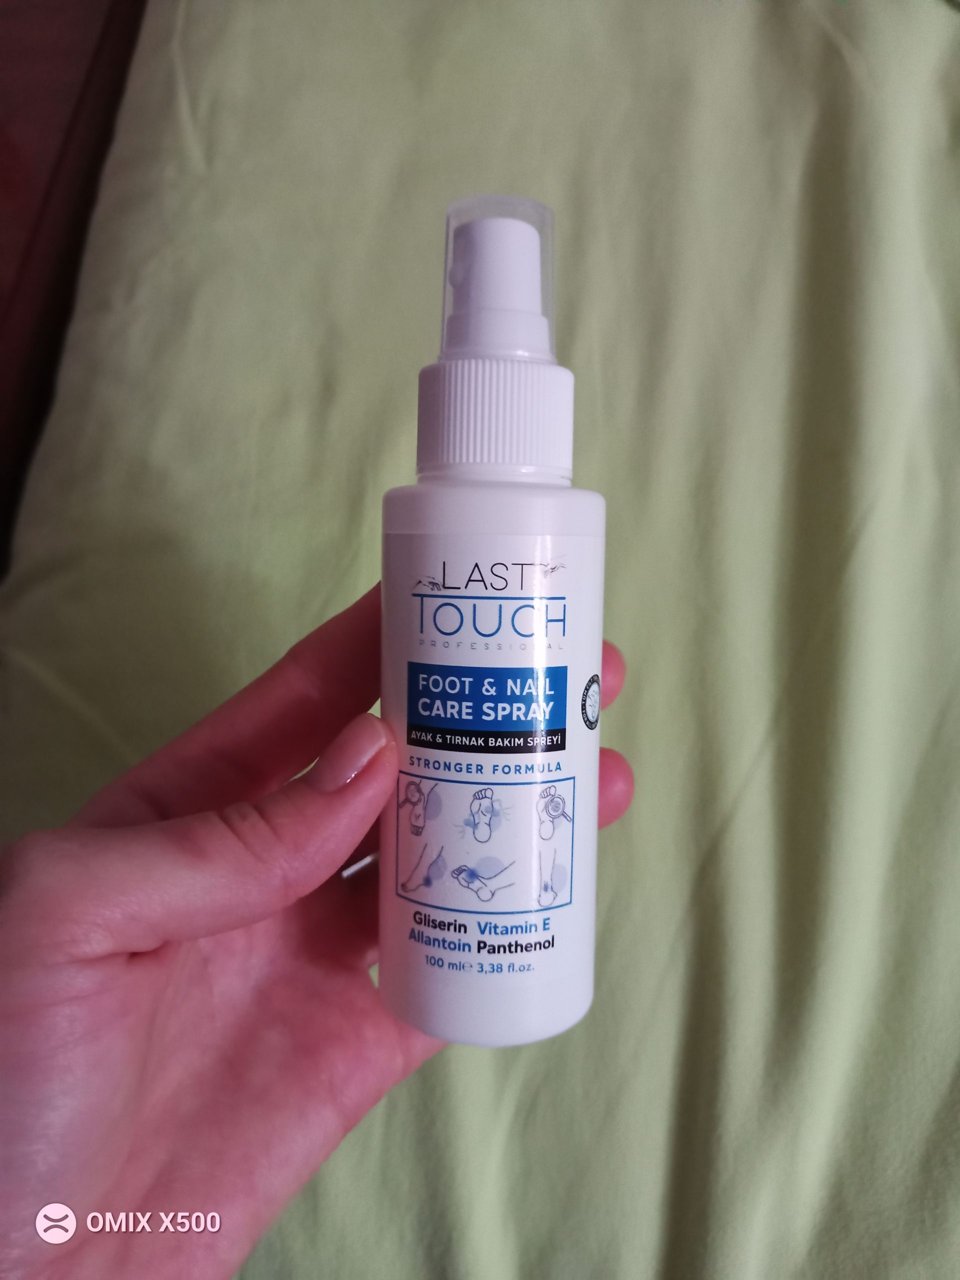 LAST
TOUCH
PROFESSIONAL
FOOT & NAIL
CARE SPRAY
AYAK & TIRNAK BAKIM SPREYİ
STRONGER FORMULA
Gliserin Vitamin E
Allantoin Panthenol
100 ml℮ 3,38 fl.oz.
OMIX X500